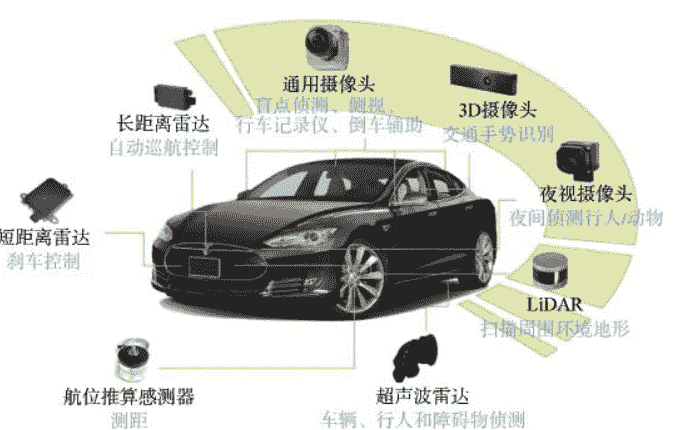 通用摄像头
盲点侦测、侧视、
行车记录仪、倒车辅助
3D摄像头
交通手势识别
长距离雷达
自动巡航控制
夜视摄像头
夜间侦测行人/动物
短距离雷达
刹车控制
LiDAR
扫描周围环境地形
航位推算感测器
测距
超声波雷达
车辆、行人和障碍物侦测